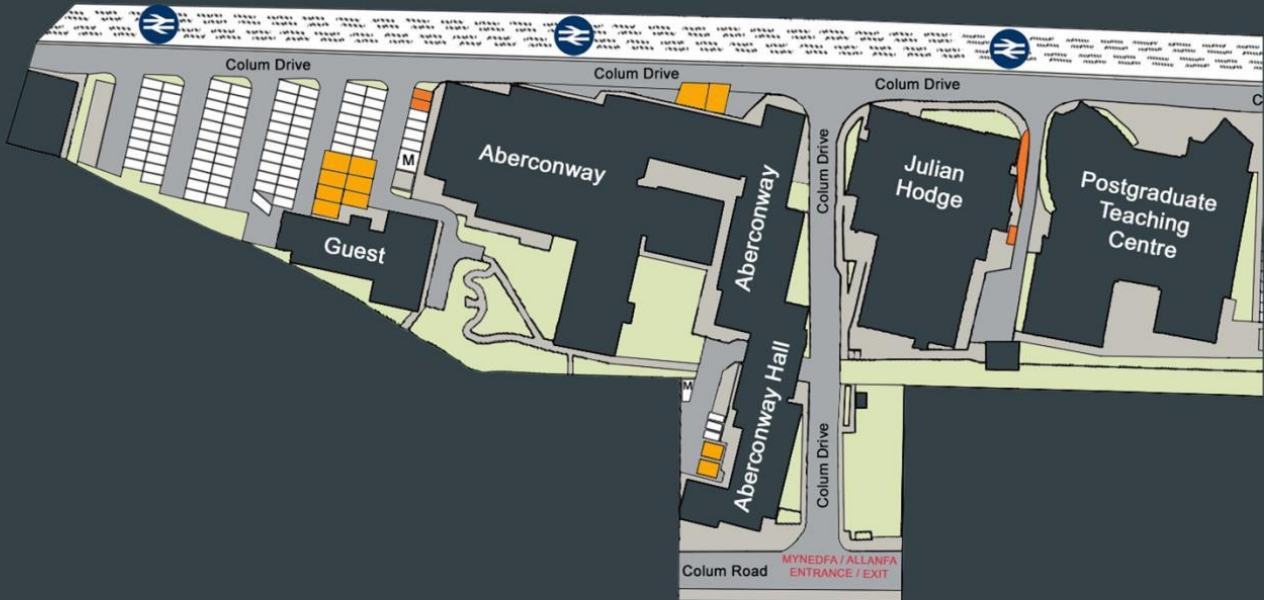 Colum Drive
Colum Drive
Colum Drive
C
M
Aberconway
Guest
Aberconway
Colum Drive
Julian
Hodge
Postgraduate
Teaching
Centre
M
Aberconway Hall
Colum Drive
Colum Road
MYNEDFA / ALLANFA
ENTRANCE / EXIT